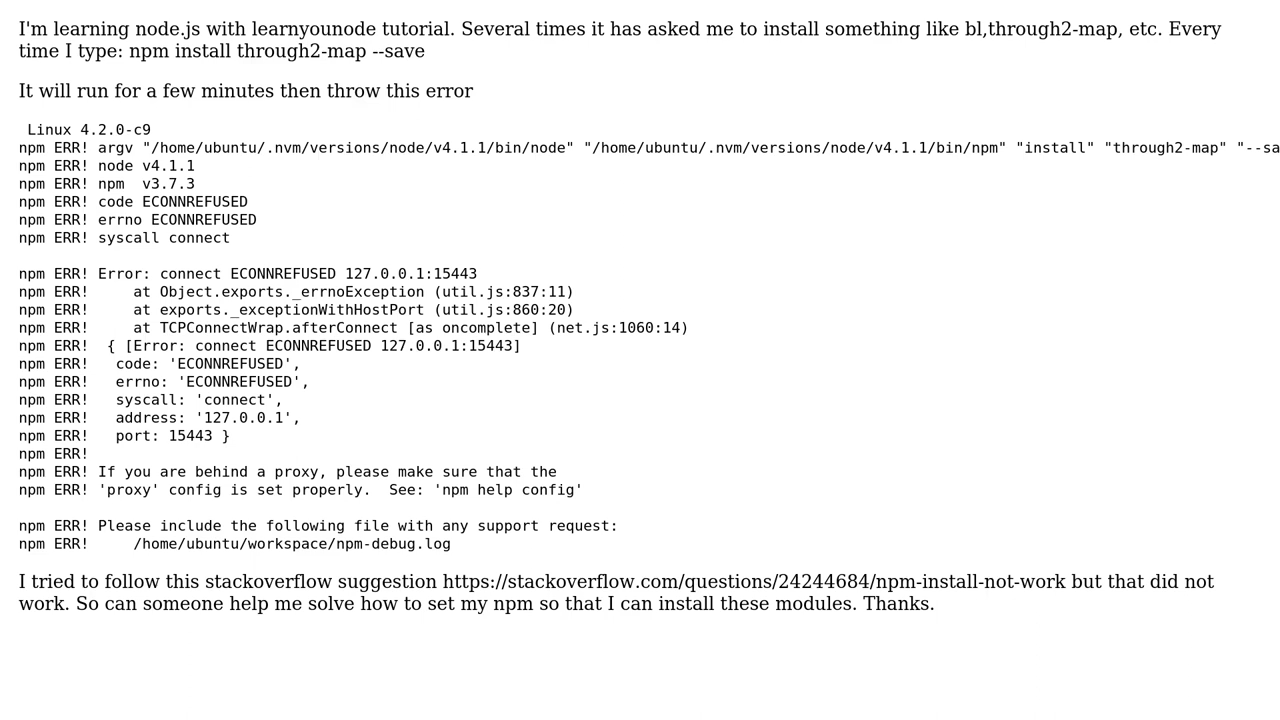 I'm learning node.js with learnyounode tutorial. Several times it has asked me to install something like bl,through2-map, etc. Every
time I type: npm install through2-map --save
It will run for a few minutes then throw this error
Linux 4.2.0-c9
npm ERR! argv "/home/ubuntu/.nvm/versions/node/v4.1.1/bin/node" "/home/ubuntu/.nvm/versions/node/v4.1.1/bin/npm" "install" "through2-map" "--sa
npm ERR! node v4.1.1
npm ERR! npm  v3.7.3
npm ERR! code ECONNREFUSED
npm ERR! errno ECONNREFUSED
npm ERR! syscall connect
npm ERR! Error: connect ECONNREFUSED 127.0.0.1:15443
npm ERR!     at Object.exports._errnoException (util.js:837:11)
npm ERR!     at exports._exceptionWithHostPort (util.js:860:20)
npm ERR!     at TCPConnectWrap.afterConnect [as oncomplete] (net.js:1060:14)
npm ERR!  { [Error: connect ECONNREFUSED 127.0.0.1:15443]
npm ERR!   code: 'ECONNREFUSED',
npm ERR!   errno: 'ECONNREFUSED',
npm ERR!   syscall: 'connect',
npm ERR!   address: '127.0.0.1',
npm ERR!   port: 15443 }
npm ERR!
npm ERR! If you are behind a proxy, please make sure that the
npm ERR! 'proxy' config is set properly.  See: 'npm help config'
npm ERR! Please include the following file with any support request:
npm ERR!     /home/ubuntu/workspace/npm-debug.log
I tried to follow this stackoverflow suggestion https://stackoverflow.com/questions/24244684/npm-install-not-work but that did not
work. So can someone help me solve how to set my npm so that I can install these modules. Thanks.